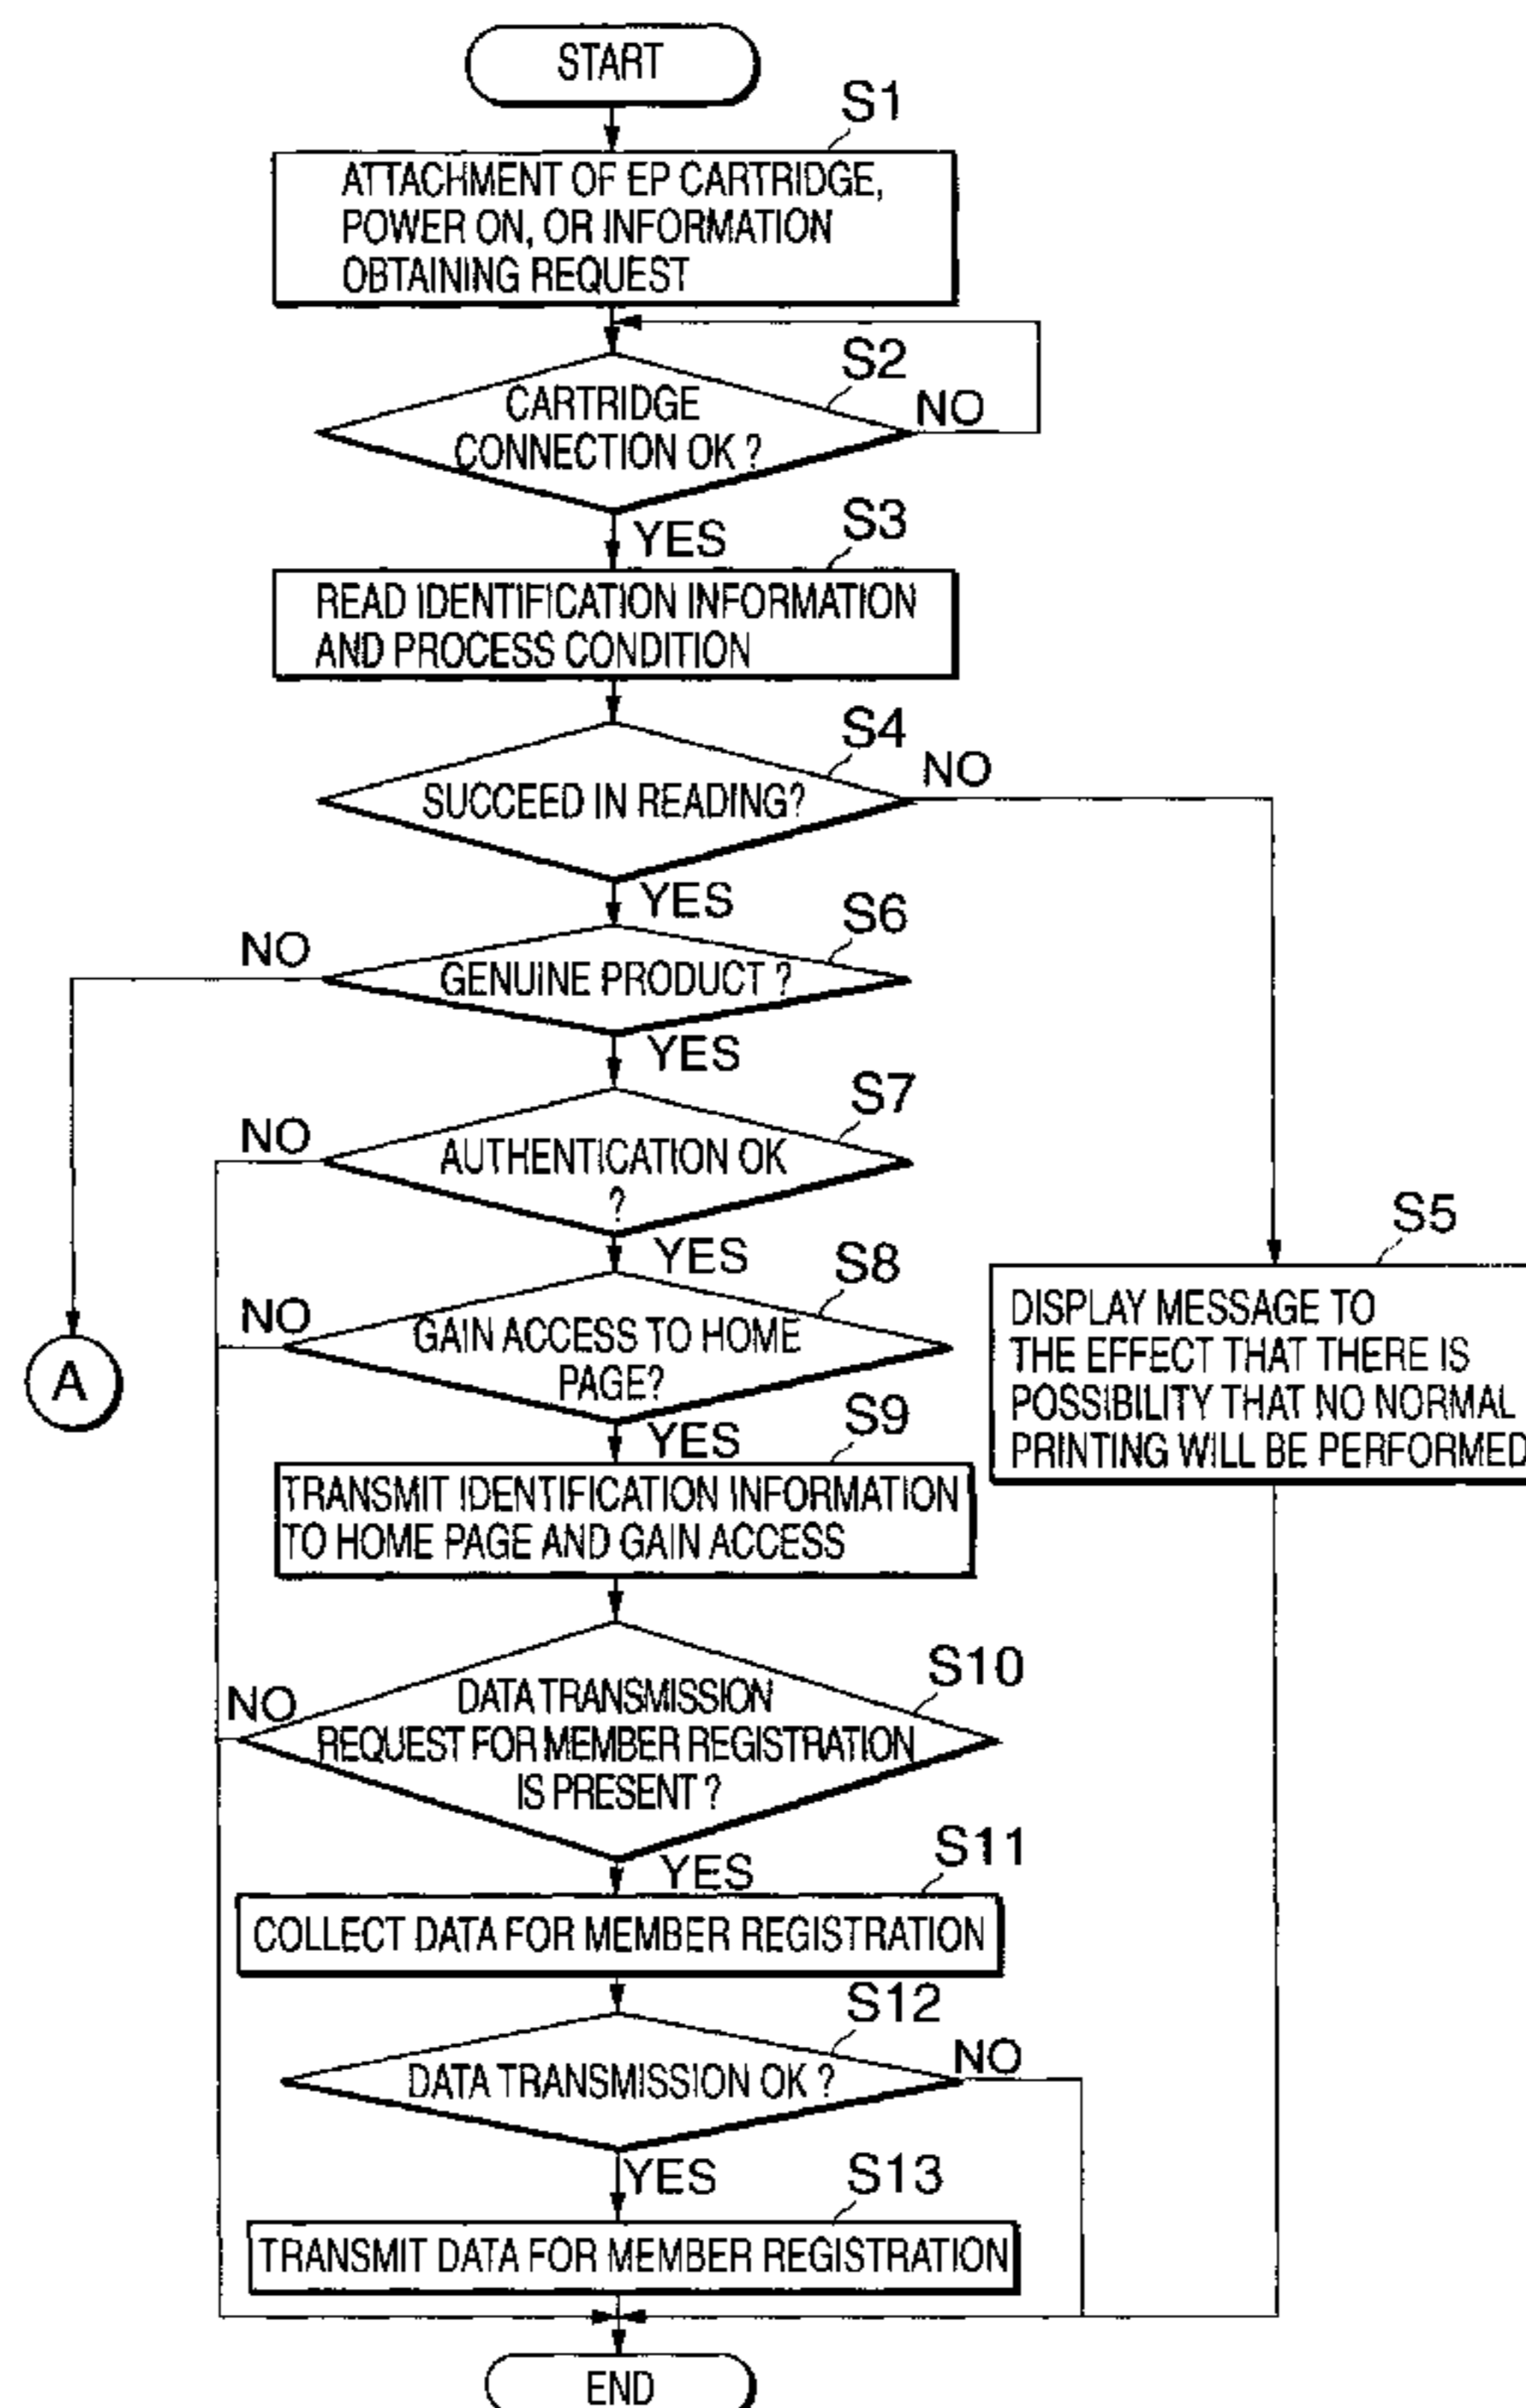 START
S1
ATTACHMENT OF EP CARTRIDGE,
POWER ON, OR INFORMATION
OBTAINING REQUEST
S2
CARTRIDGE
CONNECTION OK ?
NO
YES
S3
READ IDENTIFICATION INFORMATION
AND PROCESS CONDITION
S4
SUCCEED IN READING?
NO
YES
S6
NO
GENUINE PRODUCT ?
YES
S7
NO
AUTHENTICATION OK
?
YES
S8
NO
GAIN ACCESS TO HOME
PAGE?
YES
S5
DISPLAY MESSAGE TO
THE EFFECT THAT THERE IS
POSSIBILITY THAT NO NORMAL
PRINTING WILL BE PERFORMED
A
S9
TRANSMIT IDENTIFICATION INFORMATION
TO HOME PAGE AND GAIN ACCESS
S10
NO
DATA TRANSMISSION
REQUEST FOR MEMBER REGISTRATION
IS PRESENT ?
YES
S11
COLLECT DATA FOR MEMBER REGISTRATION
S12
DATA TRANSMISSION OK ?
NO
YES
S13
TRANSMIT DATA FOR MEMBER REGISTRATION
END